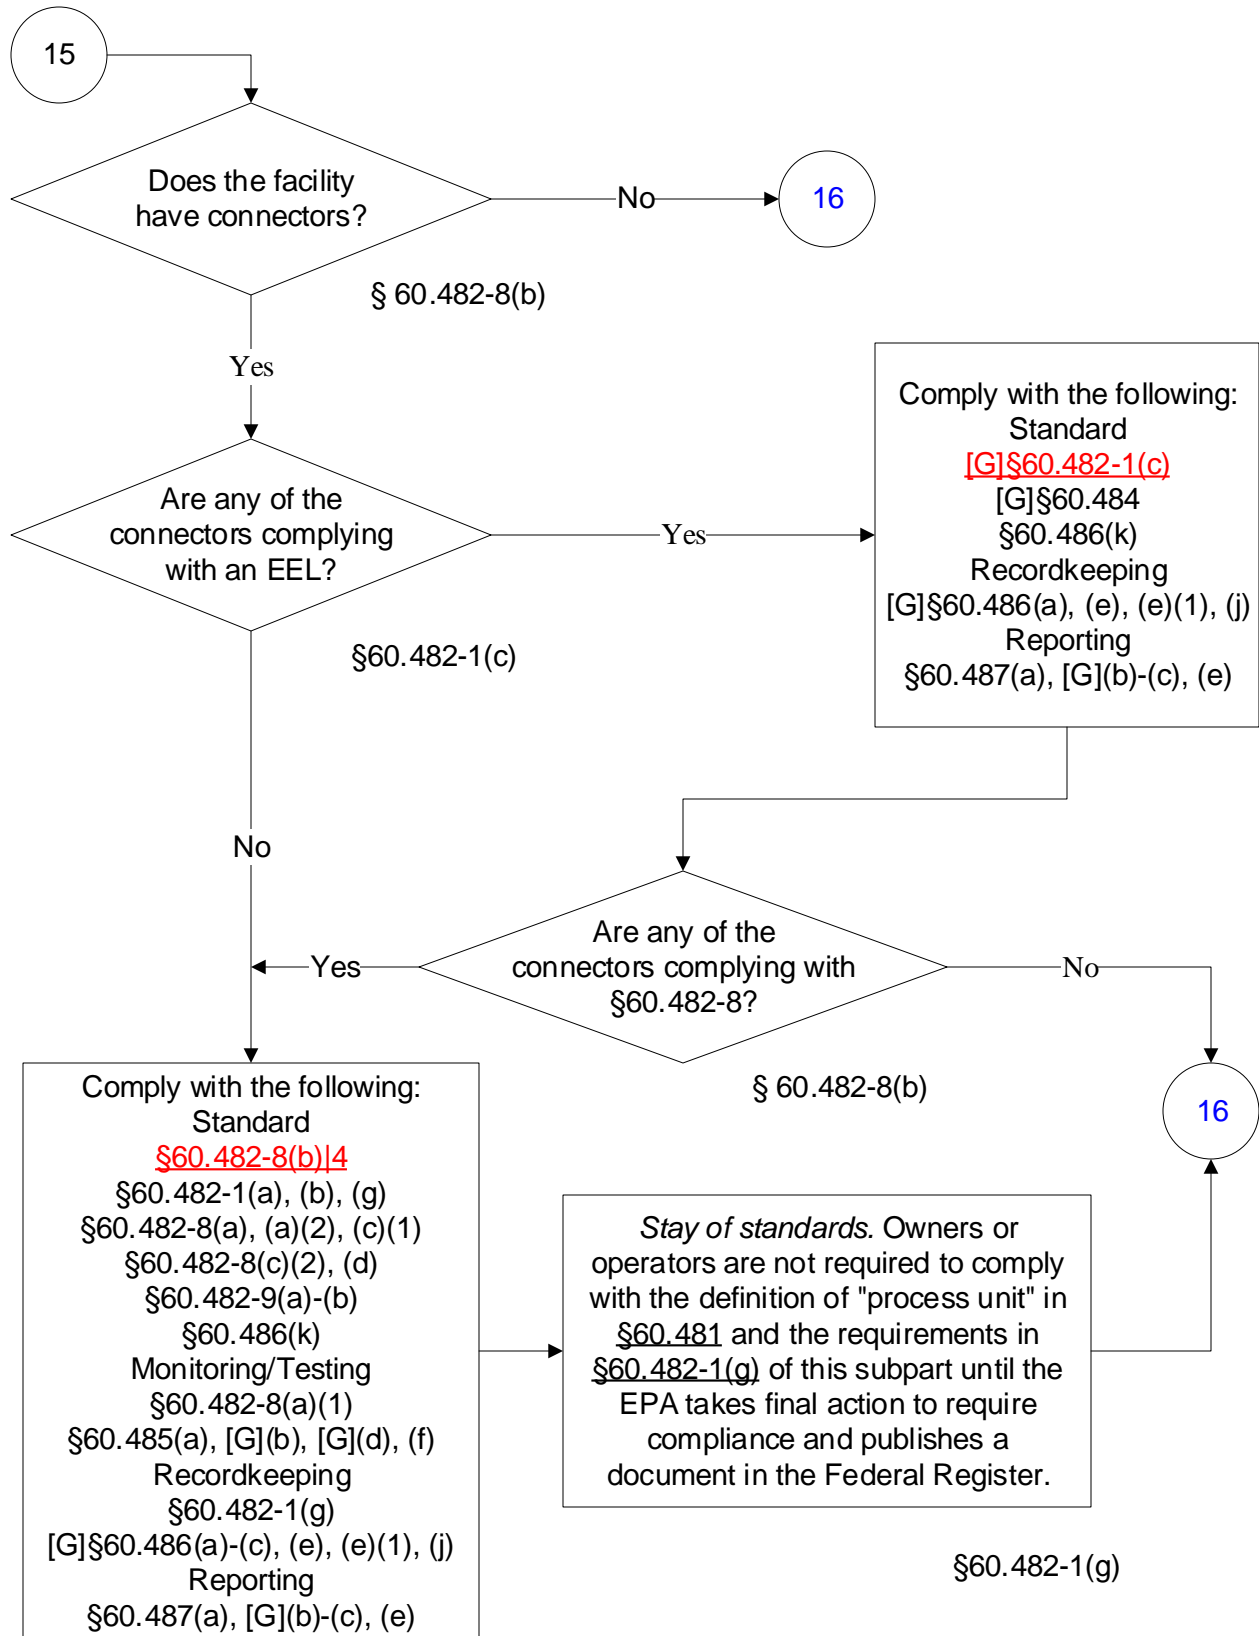 15
Does the facility
have connectors?
No
16
§ 60.482-8(b)
Yes
Are any of the
connectors complying
with an EEL?
Yes
§60.482-1(c)
Comply with the following:
Standard
[G]§60.482-1(c)
[G]§60.484
§60.486(k)
Recordkeeping
[G]§60.486(a), (e), (e)(1), (j)
Reporting
§60.487(a), [G](b)-(c), (e)
No
Are any of the
connectors complying with
§60.482-8?
Yes
No
§ 60.482-8(b)
16
Comply with the following:
Standard
§60.482-8(b)|4
§60.482-1(a), (b), (g)
§60.482-8(a), (a)(2), (c)(1)
§60.482-8(c)(2), (d)
§60.482-9(a)-(b)
§60.486(k)
Monitoring/Testing
§60.482-8(a)(1)
§60.485(a), [G](b), [G](d), (f)
Recordkeeping
§60.482-1(g)
[G]§60.486(a)-(c), (e), (e)(1), (j)
Reporting
§60.487(a), [G](b)-(c), (e)
Stay of standards. Owners or
operators are not required to comply
with the definition of "process unit" in
§60.481 and the requirements in
§60.482-1(g) of this subpart until the
EPA takes final action to require
compliance and publishes a
document in the Federal Register.
§60.482-1(g)